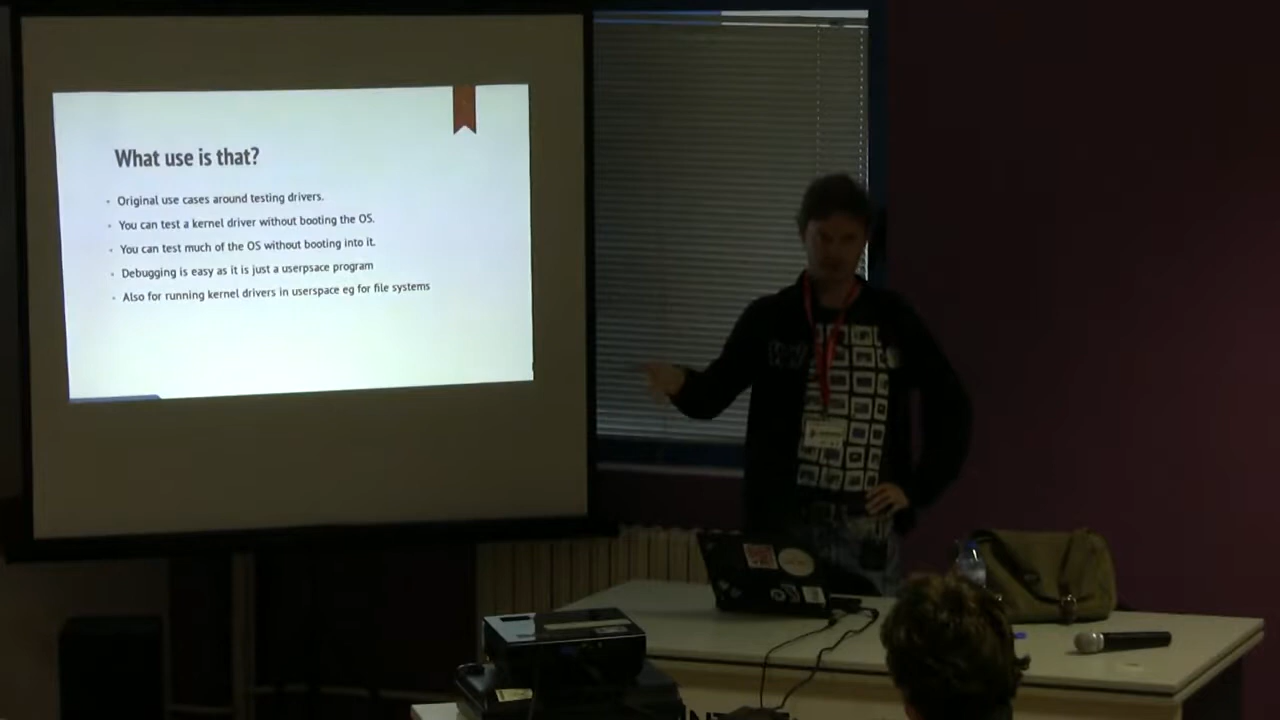 What use is that?
Original use cases around testing drivers.
You can test a kernel driver without booting the OS.
You can test much of the OS without booting into it.
Debugging is easy as it is just a userpsace program
Also for running kernel drivers in userspace eg for file systems